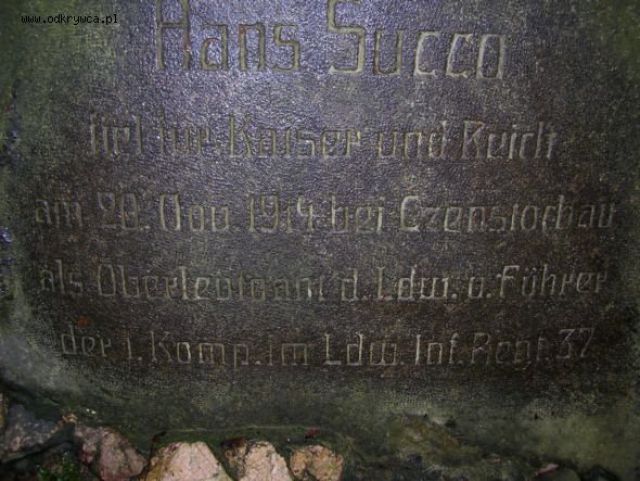 www.odkrywca.pl
Hans Succo
fiel für Kaiser und Reich
am 20. Nov. 1914 bei Czenstochau
als Oberleutnant d. Ldw. u. Führer
der 1. Komp. im Ldw. Inf. Regt. 37